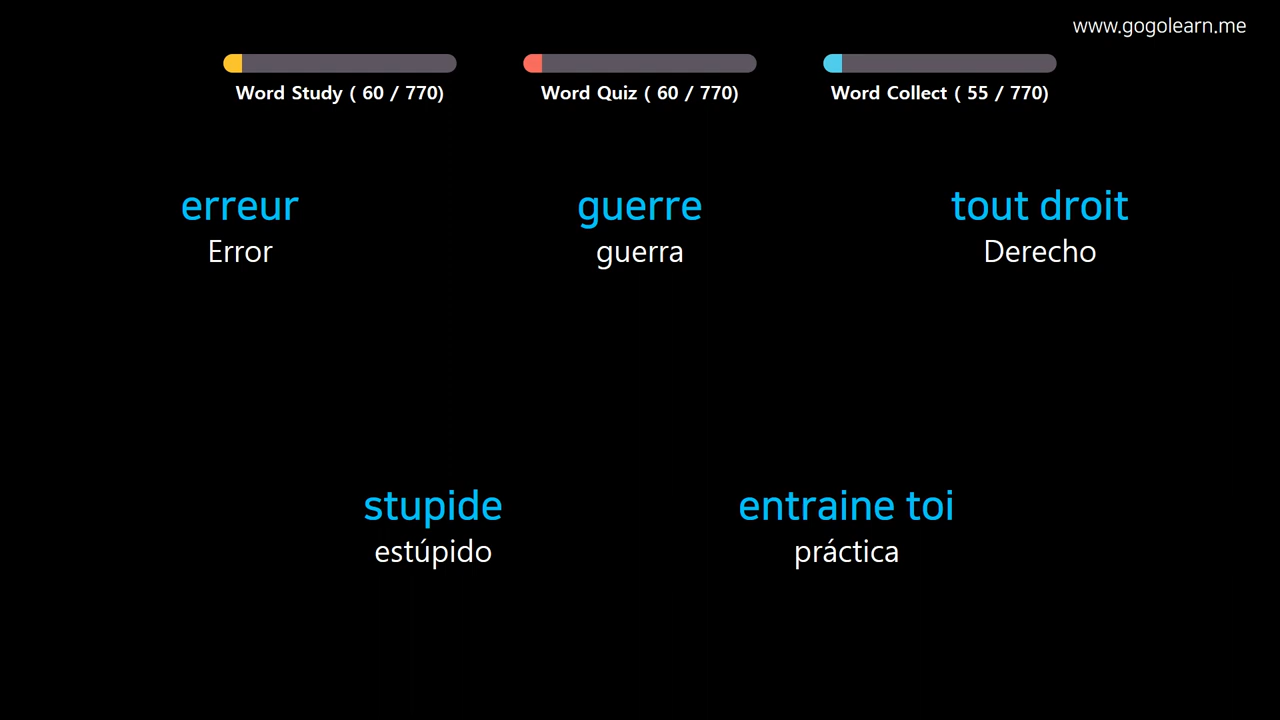 www.gogolearn.me
Word Study ( 60 / 770)
Word Quiz ( 60 / 770)
Word Collect ( 55 / 770)
erreur
Error
guerre
guerra
tout droit
Derecho
stupide
estúpido
entraine toi
práctica